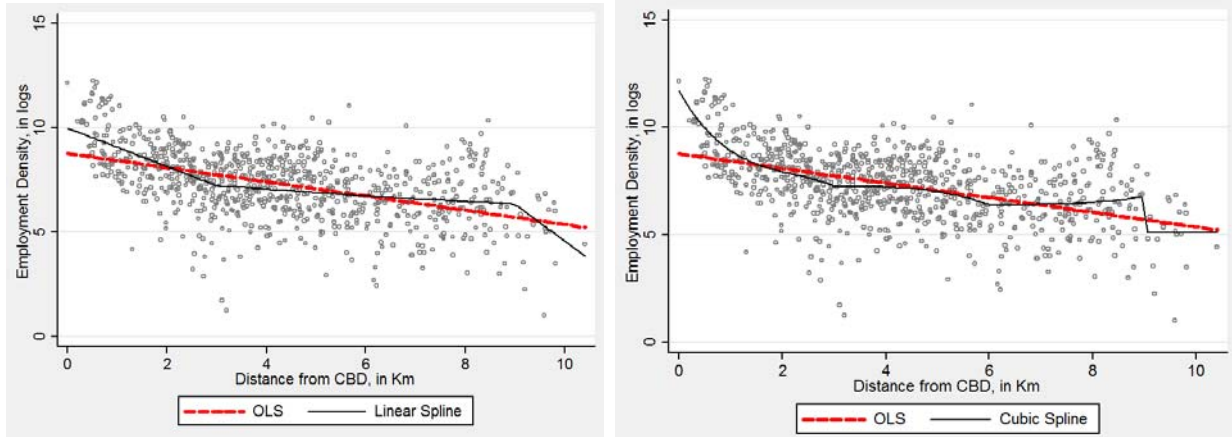 15
10
5
0
Employment Density, in logs
0 2 4 6 8 10
Distance from CBD, in Km
OLS Linear Spline
15
10
5
0
Employment Density, in logs
0 2 4 6 8 10
Distance from CBD, in Km
OLS Cubic Spline